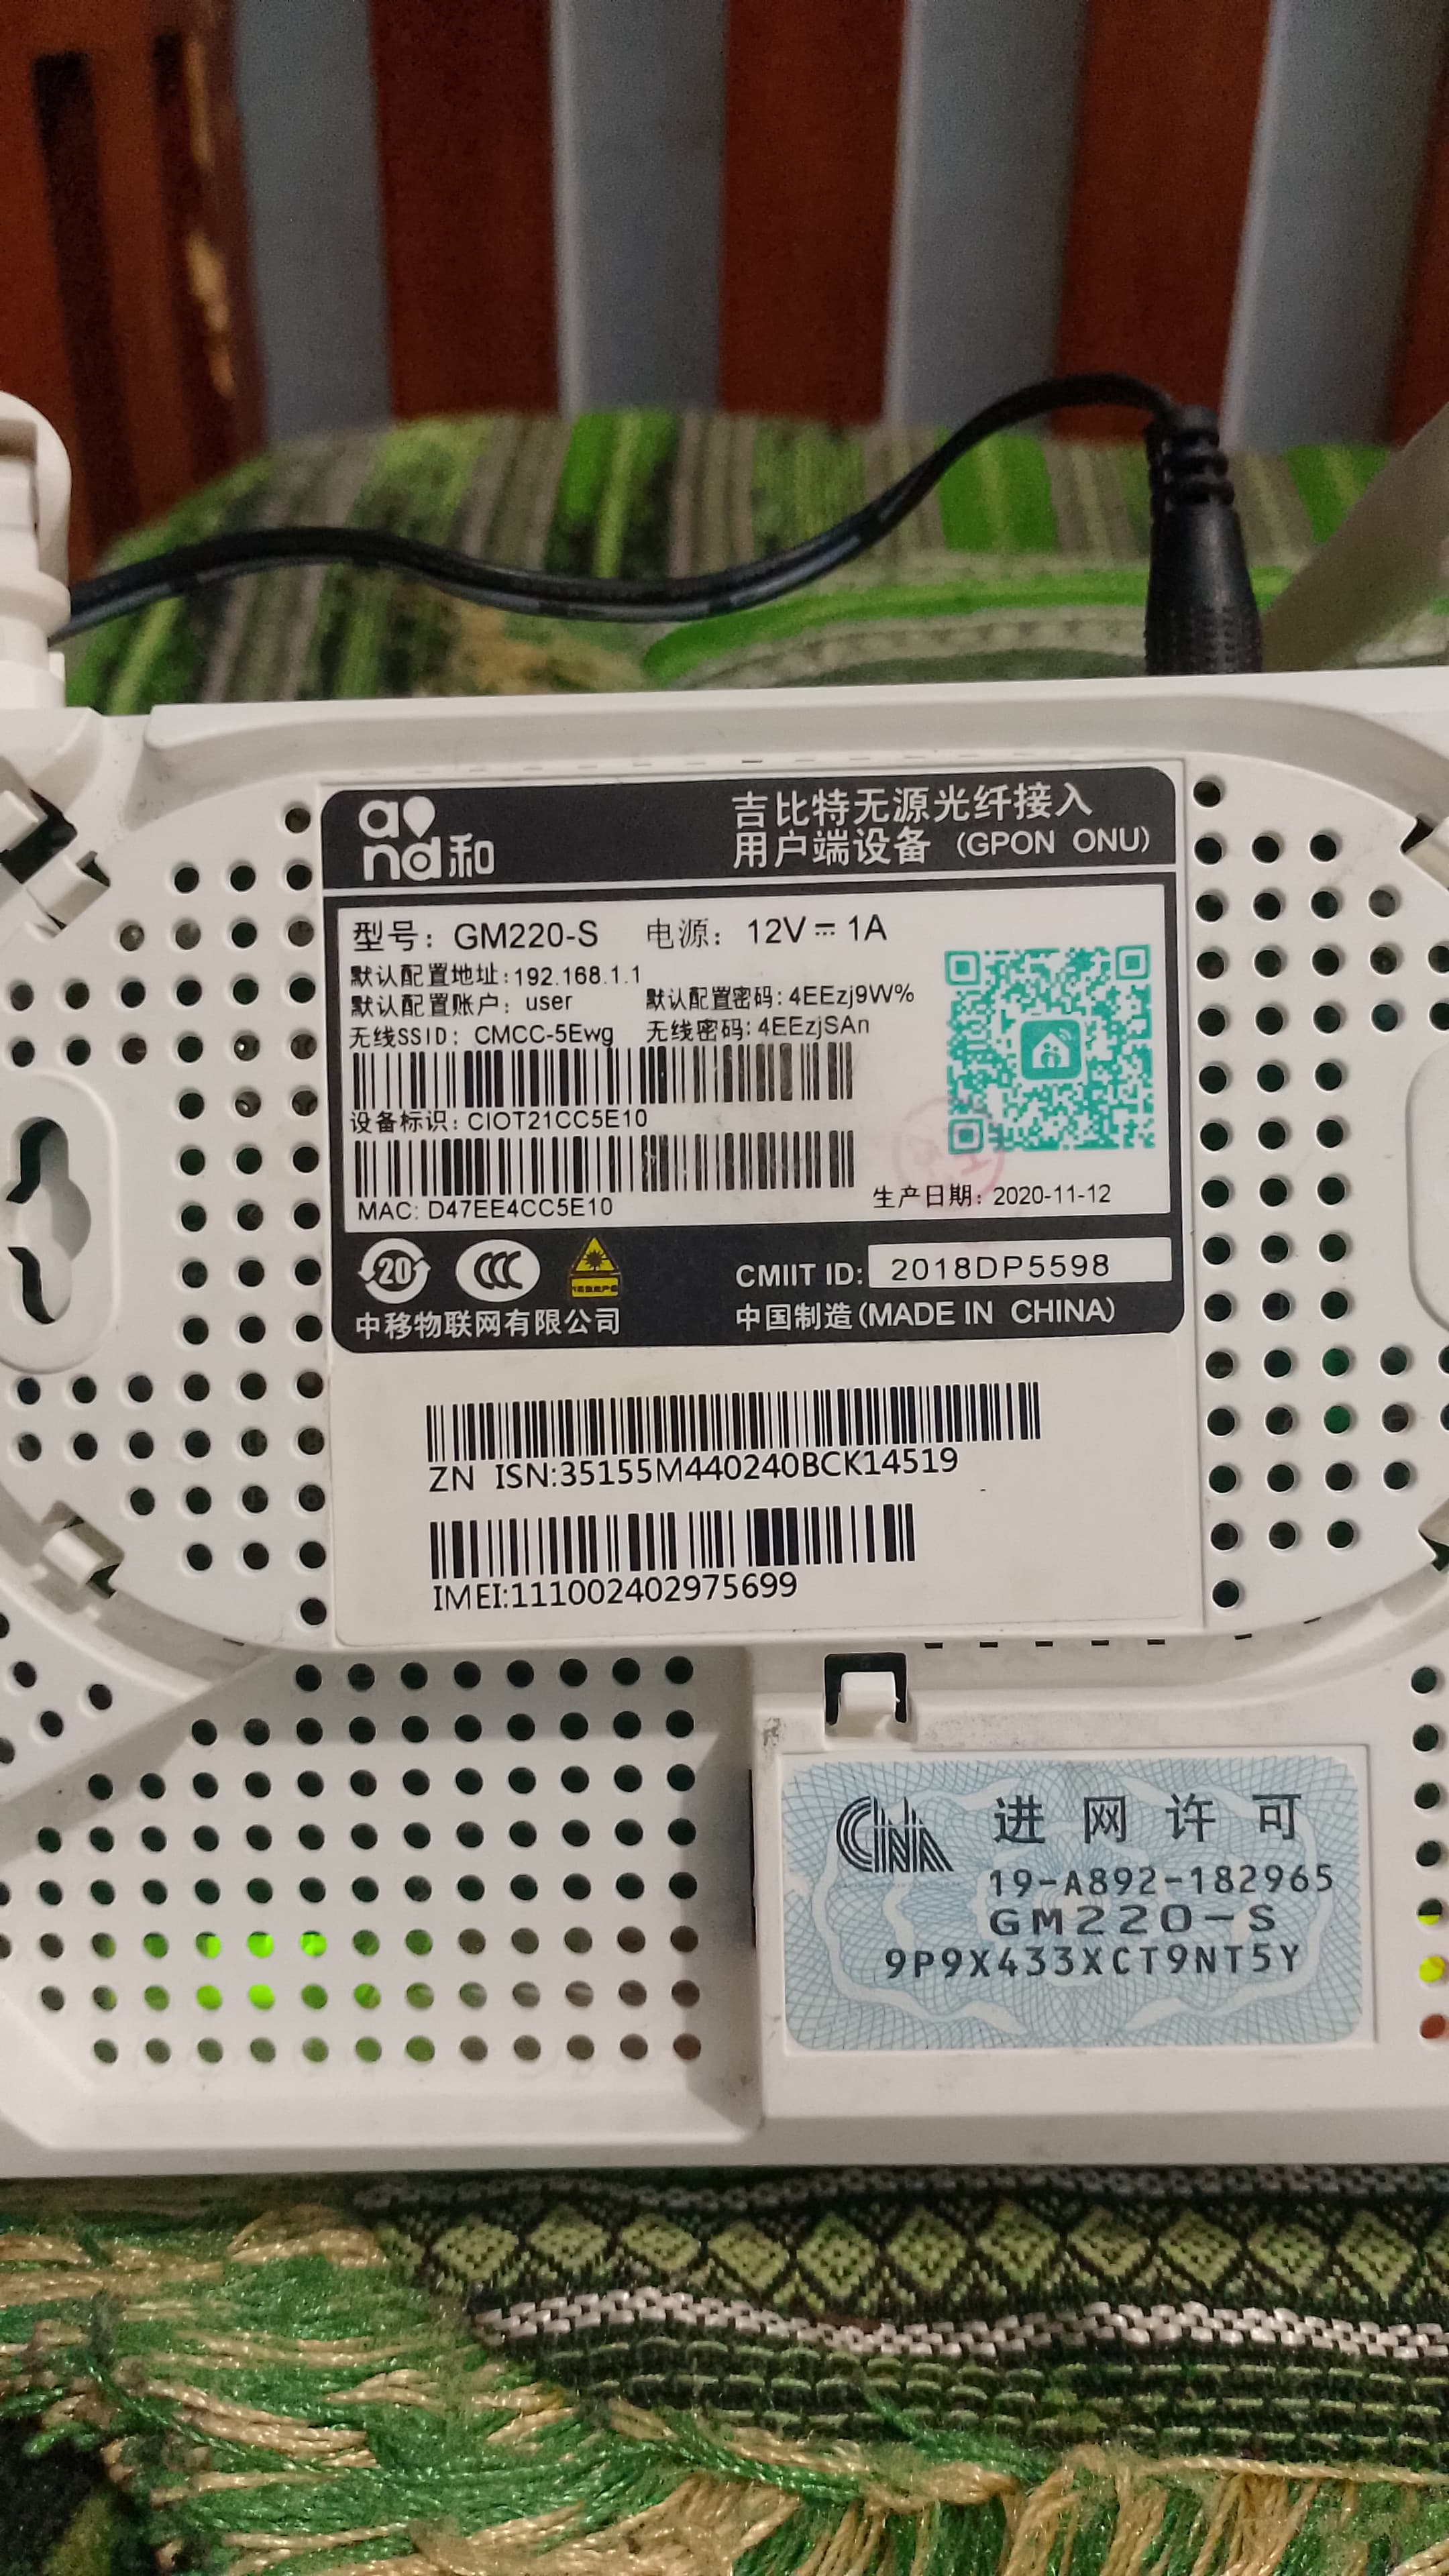 and和
吉比特无源光纤接入
用户端设备 (GPON ONU)
型号: GM220-S 电源: 12V⎓1A
默认配置地址:192.168.1.1
默认配置账户: user 默认配置密码:4EEzj9W%
无线SSID: CMCC-5Ewg 无线密码:4EEzjSAn
设备标识: CIOT21CC5E10
MAC: D47EE4CC5E10
生产日期: 2020-11-12
20
CCC
CMIIT ID: 2018DP5598
中移物联网有限公司
中国制造(MADE IN CHINA)
ZN ISN:35155M440240BCK14519
IMEI:111002402975699
进网许可
19-A892-182965
GM220-S
9P9X433XCT9NT5Y